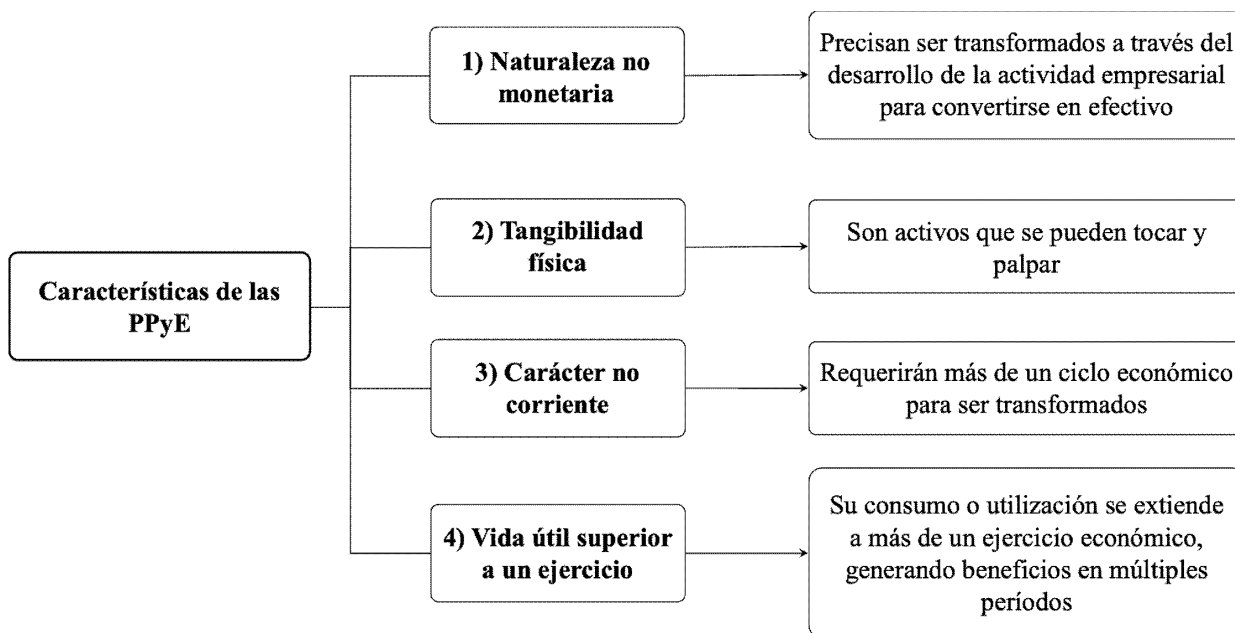 Características de las
PPyE
1) Naturaleza no
monetaria
Precisan ser transformados a través del
desarrollo de la actividad empresarial
para convertirse en efectivo
2) Tangibilidad
física
Son activos que se pueden tocar y
palpar
3) Carácter no
corriente
Requerirán más de un ciclo económico
para ser transformados
4) Vida útil superior
a un ejercicio
Su consumo o utilización se extiende
a más de un ejercicio económico,
generando beneficios en múltiples
períodos